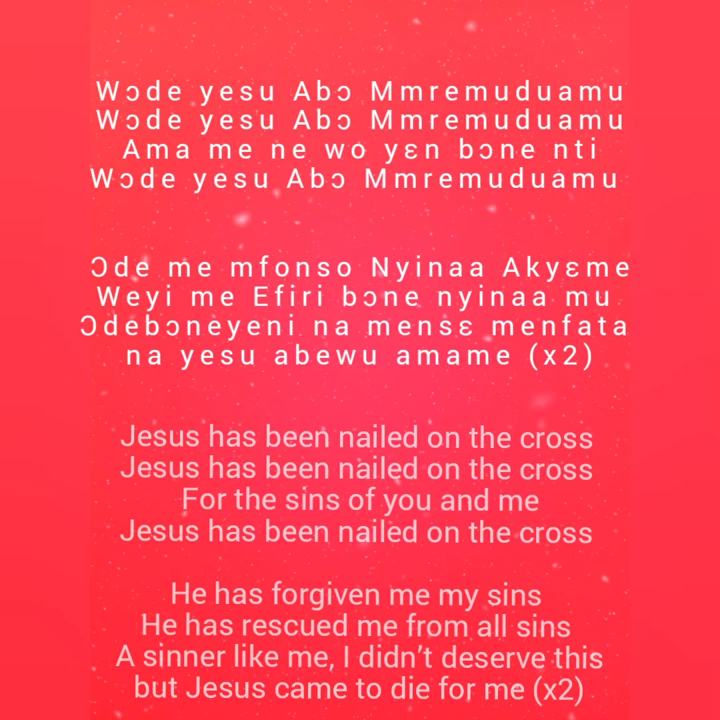 Wɔde yesu Abɔ Mmremuduamu
Wɔde yesu Abɔ Mmremuduamu
Ama me ne wo yɛn bɔne nti
Wɔde yesu Abɔ Mmremuduamu
Ɔde me mfonso Nyinaa Akyɛme
Weyi me Efiri bɔne nyinaa mu
Ɔdebɔneyeni na mensɛ menfata
na yesu abewu amame (x2)
Jesus has been nailed on the cross
Jesus has been nailed on the cross
For the sins of you and me
Jesus has been nailed on the cross
He has forgiven me my sins
He has rescued me from all sins
A sinner like me, I didn't deserve this
but Jesus came to die for me (x2)